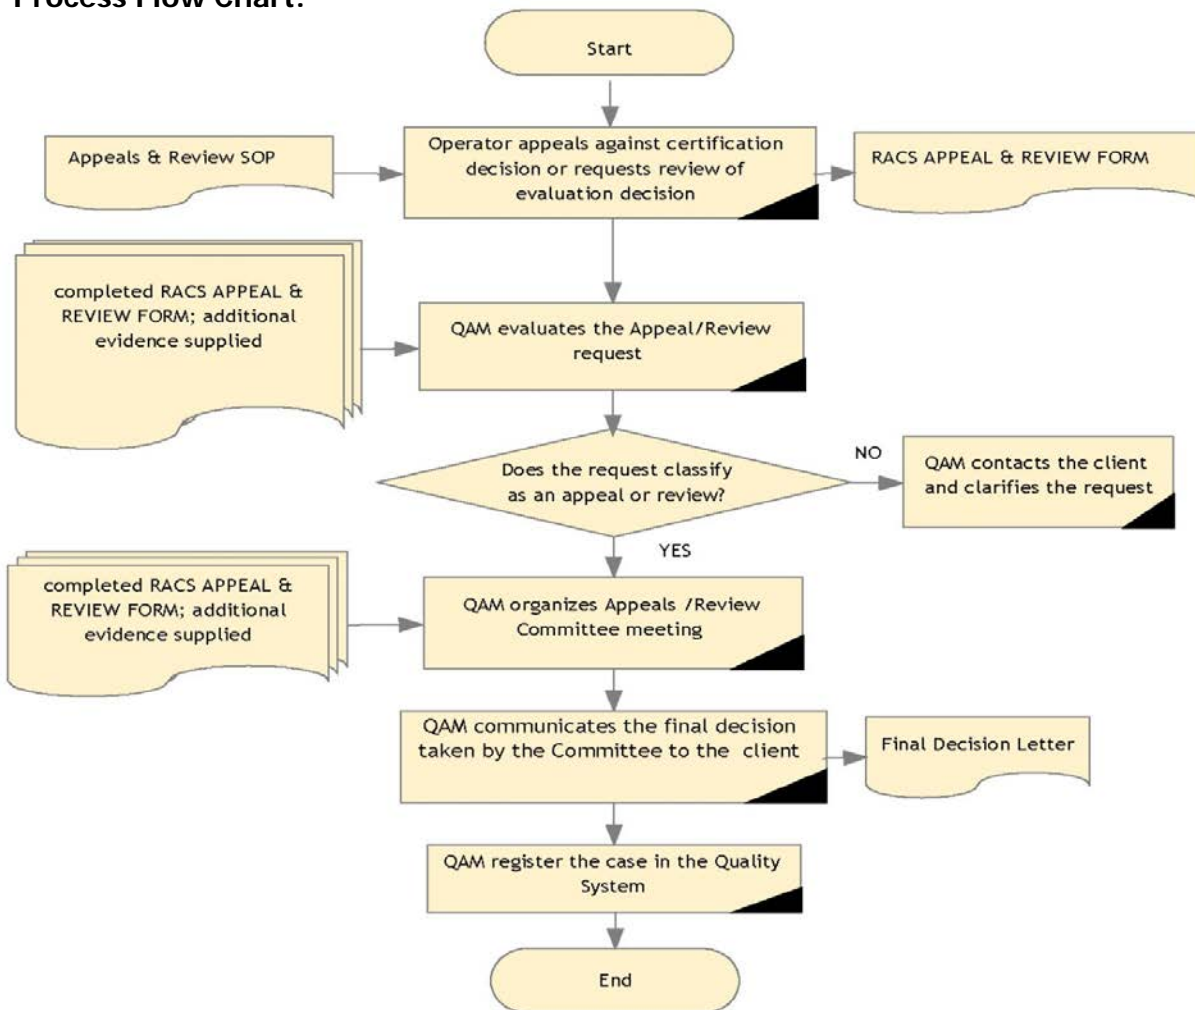 Process Flow Chart:
Start
Appeals & Review SOP
Operator appeals against certification
decision or requests review of
evaluation decision
RACS APPEAL & REVIEW FORM
completed RACS APPEAL &
REVIEW FORM; additional
evidence supplied
QAM evaluates the Appeal/Review
request
Does the request classify
as an appeal or review?
NO
QAM contacts the client
and clarifies the request
YES
completed RACS APPEAL &
REVIEW FORM; additional
evidence supplied
QAM organizes Appeals /Review
Committee meeting
QAM communicates the final decision
taken by the Committee to the client
Final Decision Letter
QAM register the case in the Quality
System
End